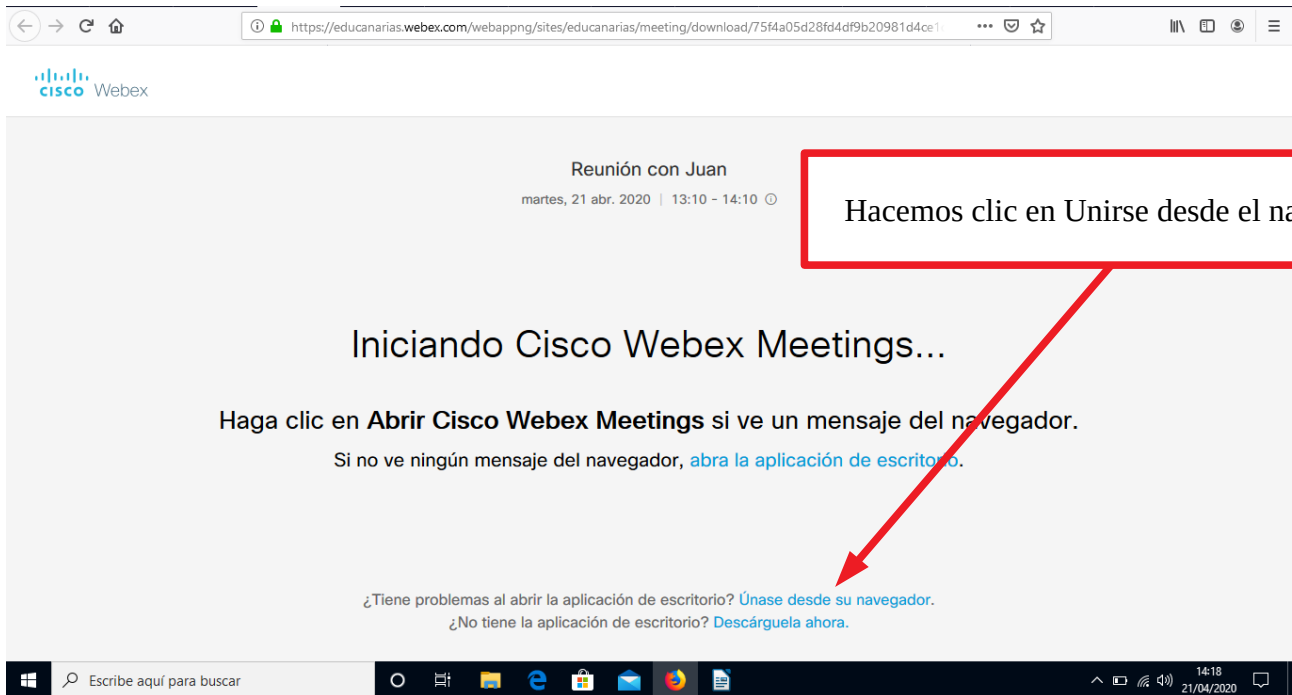 https://educanarias.webex.com/webappng/sites/educanarias/meeting/download/75f4a05d28fd4df9b20981d4ce1
cisco Webex
Reunión con Juan
martes, 21 abr. 2020 | 13:10 - 14:10
Hacemos clic en Unirse desde el na
Iniciando Cisco Webex Meetings...
Haga clic en Abrir Cisco Webex Meetings si ve un mensaje del navegador.
Si no ve ningún mensaje del navegador, abra la aplicación de escritorio.
¿Tiene problemas al abrir la aplicación de escritorio? Únase desde su navegador.
¿No tiene la aplicación de escritorio? Descárguela ahora.
Escribe aquí para buscar
14:18
21/04/2020